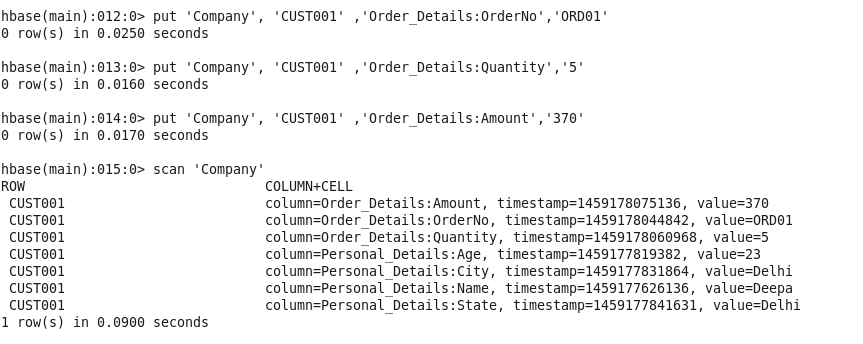 hbase(main):012:0> put 'Company', 'CUST001' ,'Order_Details:OrderNo','ORD01'
0 row(s) in 0.0250 seconds
hbase(main):013:0> put 'Company', 'CUST001' ,'Order_Details:Quantity','5'
0 row(s) in 0.0160 seconds
hbase(main):014:0> put 'Company', 'CUST001' ,'Order_Details:Amount','370'
0 row(s) in 0.0170 seconds
hbase(main):015:0> scan 'Company'
ROW COLUMN+CELL
CUST001 column=Order_Details:Amount, timestamp=1459178075136, value=370
CUST001 column=Order_Details:OrderNo, timestamp=1459178044842, value=ORD01
CUST001 column=Order_Details:Quantity, timestamp=1459178060968, value=5
CUST001 column=Personal_Details:Age, timestamp=1459177819382, value=23
CUST001 column=Personal_Details:City, timestamp=1459177831864, value=Delhi
CUST001 column=Personal_Details:Name, timestamp=1459177626136, value=Deepa
CUST001 column=Personal_Details:State, timestamp=1459177841631, value=Delhi
1 row(s) in 0.0900 seconds